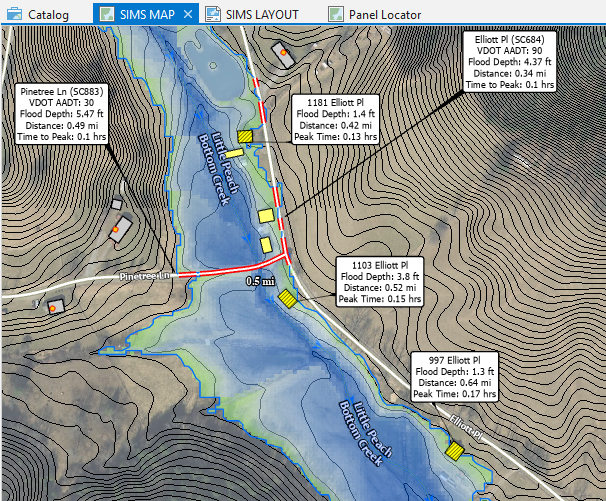 Catalog
SIMS MAP
SIMS LAYOUT
Panel Locator
Elliott Pl (SC684)
VDOT AADT: 90
Flood Depth: 4.37 ft
Distance: 0.34 mi
Time to Peak: 0.1 hrs
Pinetree Ln (SC883)
VDOT AADT: 30
Flood Depth: 5.47 ft
Distance: 0.49 mi
Time to Peak: 0.1 hrs
1181 Elliott Pl
Flood Depth: 1.4 ft
Distance: 0.42 mi
Peak Time: 0.13 hrs
Little Peach
Bottom Creek
1103 Elliott Pl
Flood Depth: 3.8 ft
Distance: 0.52 mi
Peak Time: 0.15 hrs
Pinetree Ln
0.5 mi
997 Elliott Pl
Flood Depth: 1.3 ft
Distance: 0.64 mi
Peak Time: 0.17 hrs
Little Peach
Bottom Creek
Elliott Pl